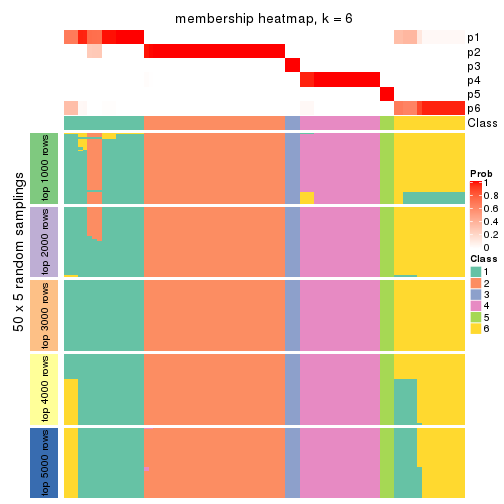 membership heatmap, k = 6
p1
p2
p3
p4
p5
p6
Class
50 x 5 random samplings
top 1000 rows
top 2000 rows
top 3000 rows
top 4000 rows
top 5000 rows
Prob
1
0.8
0.6
0.4
0.2
0
Class
1
2
3
4
5
6